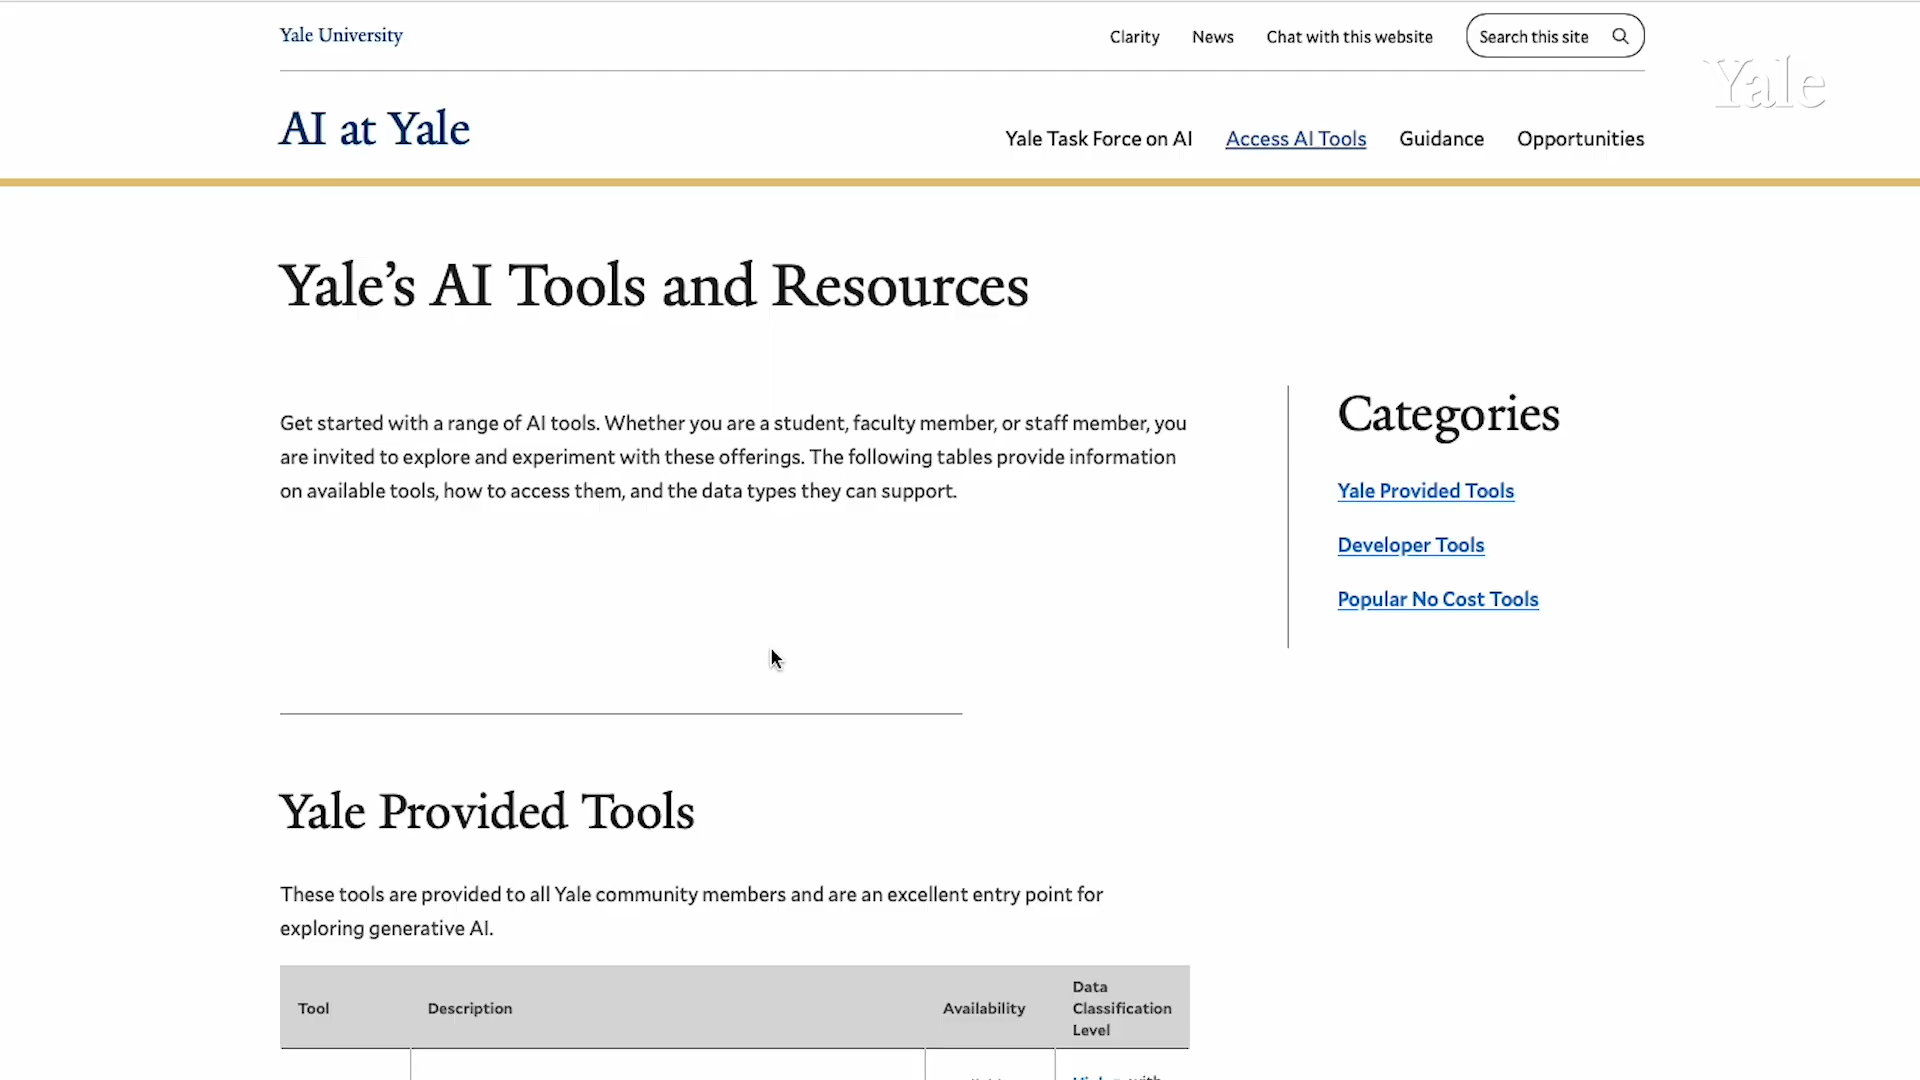 Yale University
Clarity
News
Chat with this website
Search this site
Yale
AI at Yale
Yale Task Force on AI
Access AI Tools
Guidance
Opportunities
Yale's AI Tools and Resources
Get started with a range of AI tools. Whether you are a student, faculty member, or staff member, you
are invited to explore and experiment with these offerings. The following tables provide information
on available tools, how to access them, and the data types they can support.
Categories
Yale Provided Tools
Developer Tools
Popular No Cost Tools
Yale Provided Tools
These tools are provided to all Yale community members and are an excellent entry point for
exploring generative AI.
Tool
Description
Availability
Data
Classification
Level